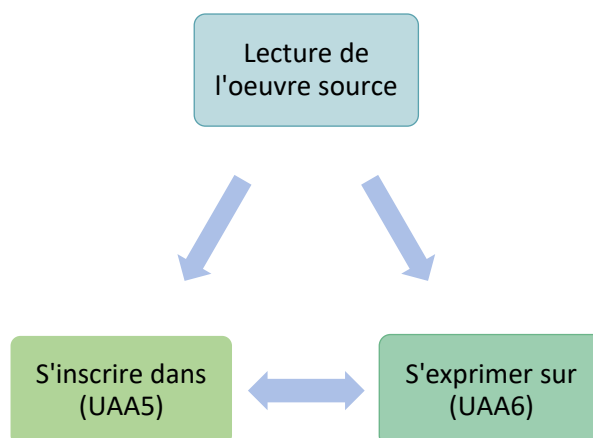 Lecture de
l'oeuvre source
S'inscrire dans
(UAA5)
S'exprimer sur
(UAA6)